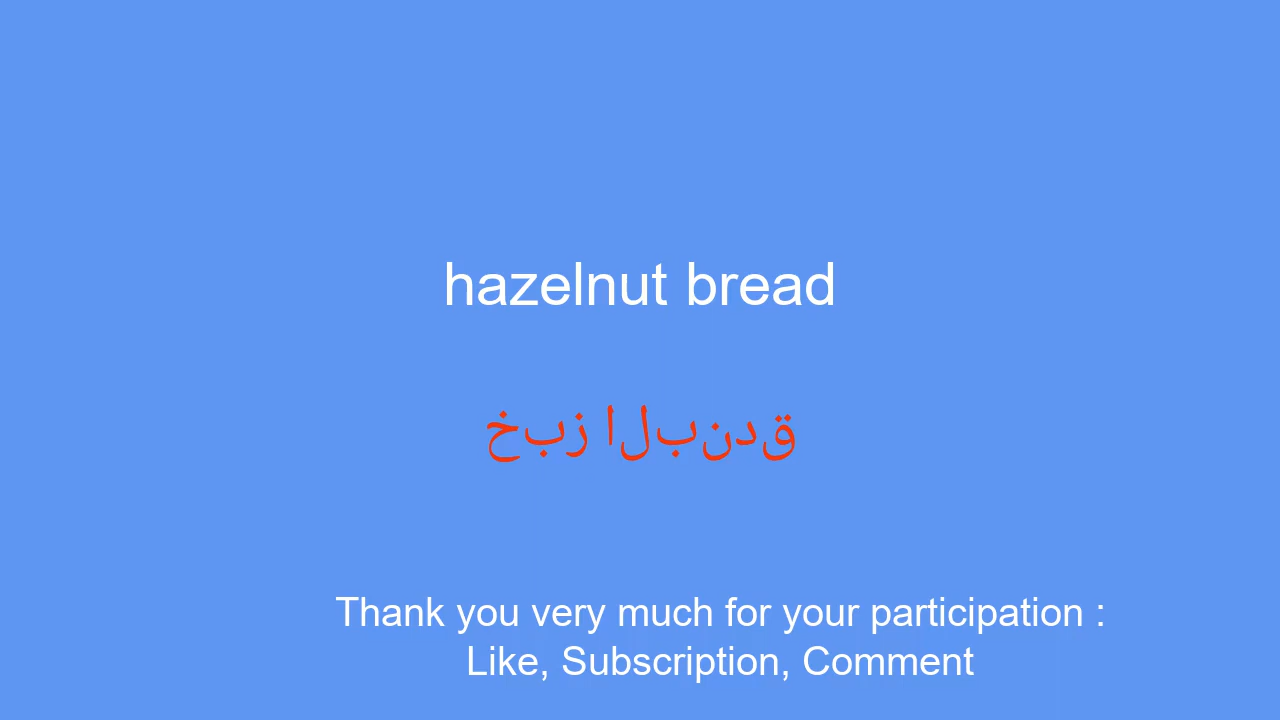 hazelnut bread
خبز البندق
Thank you very much for your participation :
Like, Subscription, Comment